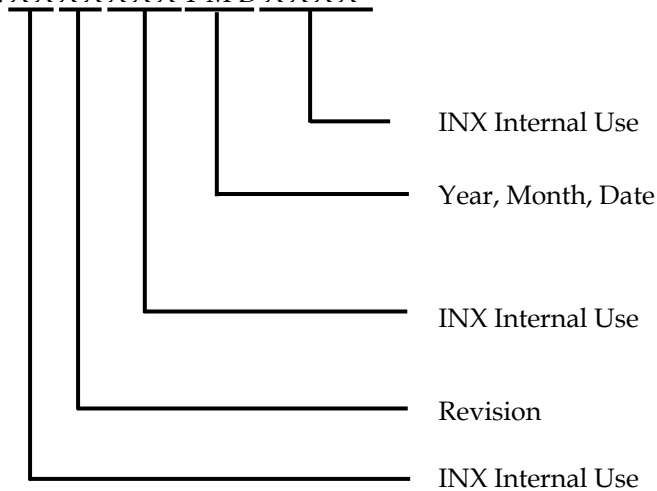 INX Internal Use
Year, Month, Date
INX Internal Use
Revision
INX Internal Use